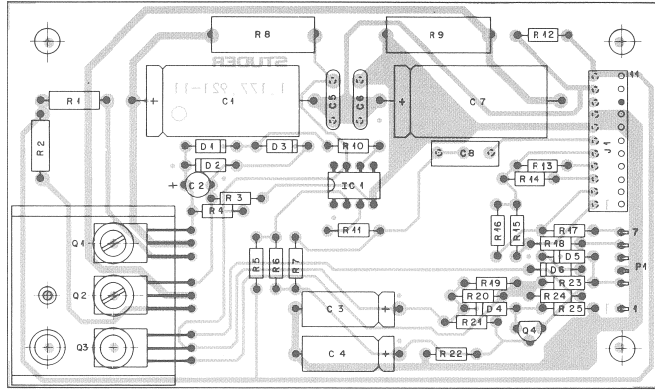 R8
R9
R12
STUDER
1.177.921-11
11
R1
C1
C5
C6
C7
J1
R2
D1
D3
R10
C8
D2
R13
C2
IC1
R14
R3
R4
R16
R15
R17
7
Q1
R11
R18
D5
R5
R6
R7
D6
P1
Q2
R19
R23
R20
R24
C3
D4
R25
1
R21
Q4
Q3
C4
R22